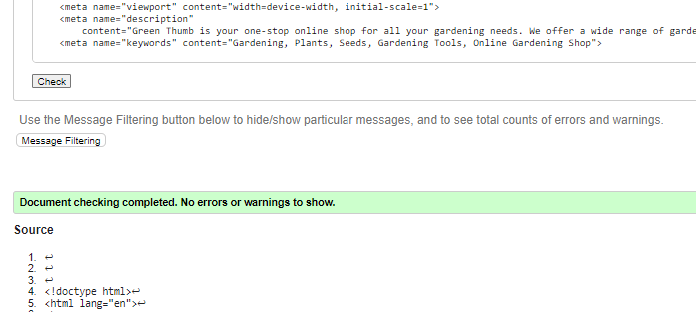 <meta name="viewport" content="width=device-width, initial-scale=1">
<meta name="description"
content="Green Thumb is your one-stop online shop for all your gardening needs. We offer a wide range of
<meta name="keywords" content="Gardening, Plants, Seeds, Gardening Tools, Online Gardening Shop">
Check
Use the Message Filtering button below to hide/show particular messages, and to see total counts of errors and warnings.
Message Filtering
Document checking completed. No errors or warnings to show.
Source
1. ↩
2. ↩
3. ↩
4. <!doctype html>↩
5. <html lang="en">↩